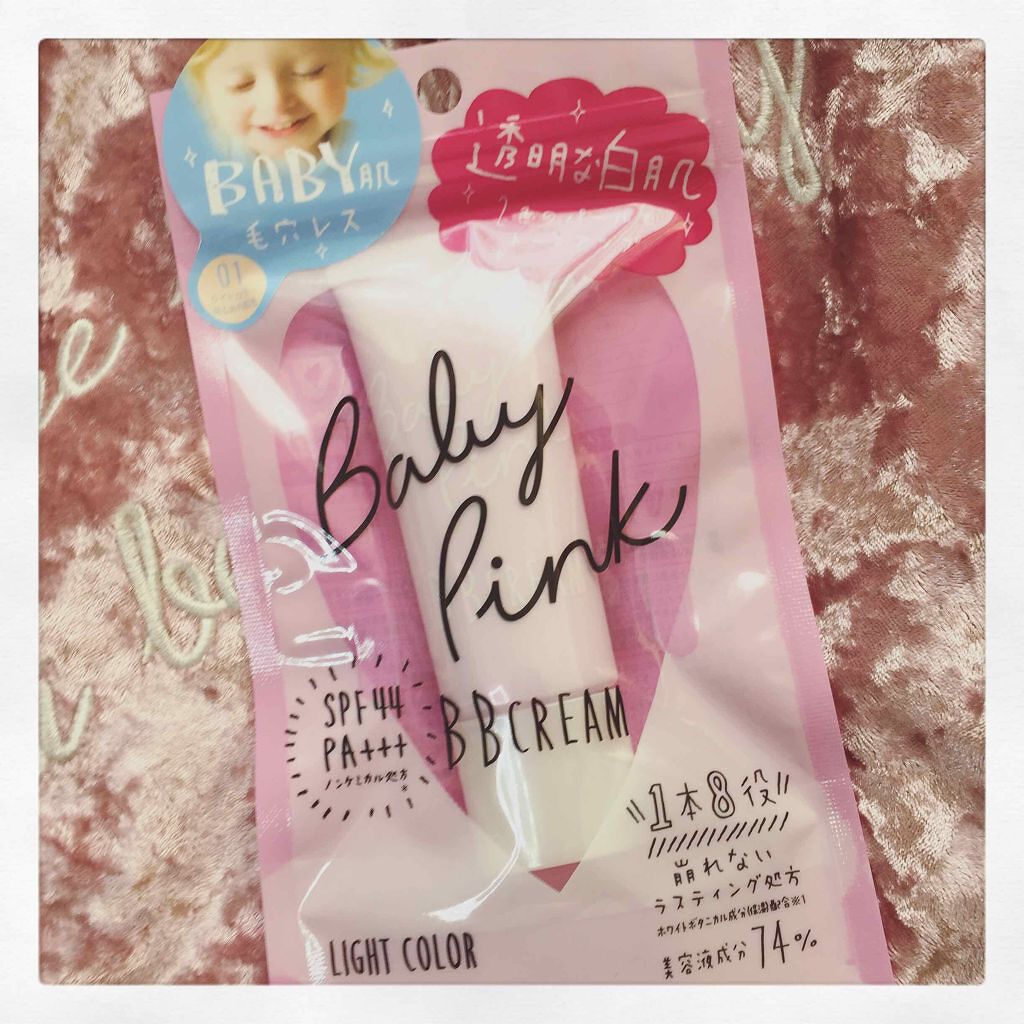 BABY肌
毛穴レス
01
透明な白肌
Baby
Pink
BB CREAM
SPF44
PA+++
ノンケミカル処方
1本8役
崩れない
ラスティング処方
ホワイトボタニカル成分(保湿)配合※1
美容液成分74%
LIGHT COLOR